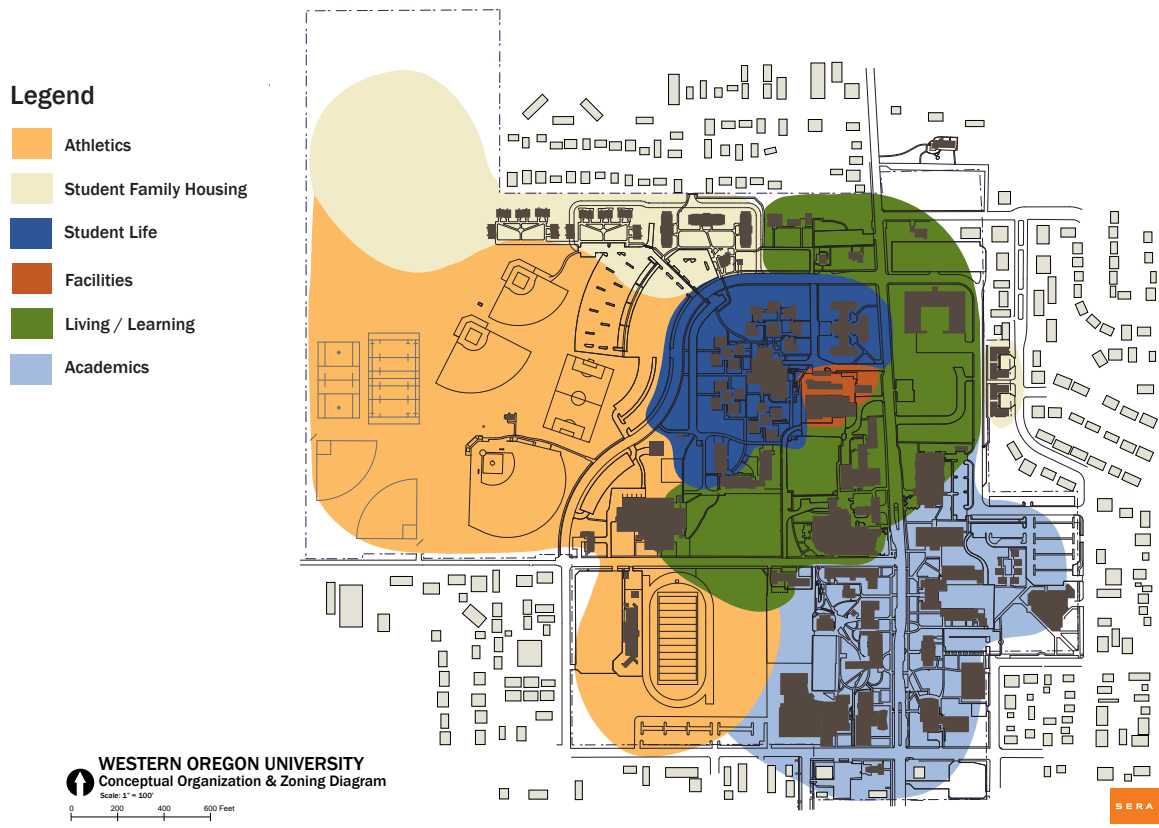 Legend
Athletics
Student Family Housing
Student Life
Facilities
Living / Learning
Academics
WESTERN OREGON UNIVERSITY
Conceptual Organization & Zoning Diagram
Scale: 1" = 100'
0 200 400 600 Feet
SERA